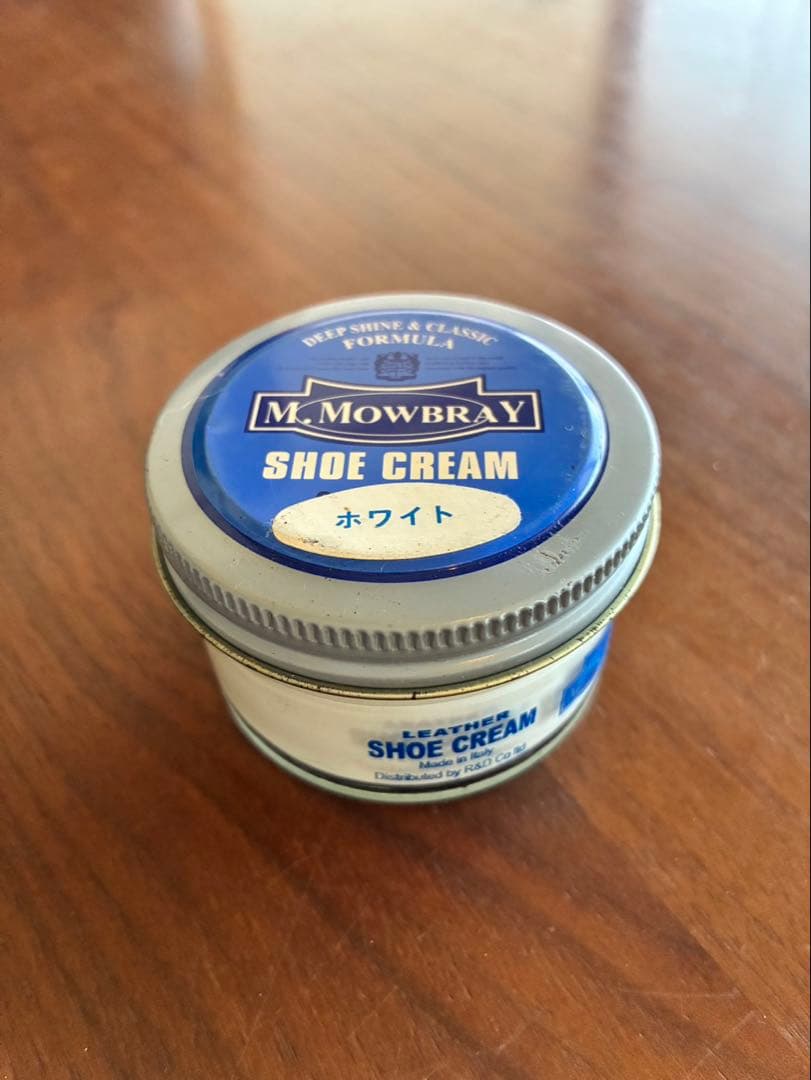 DEEP SHINE & CLASSIC
FORMULA
M. MOWBRAY
SHOE CREAM
ホワイト
LEATHER
SHOE CREAM
Made in Italy
Distributed by R&D Co ltd